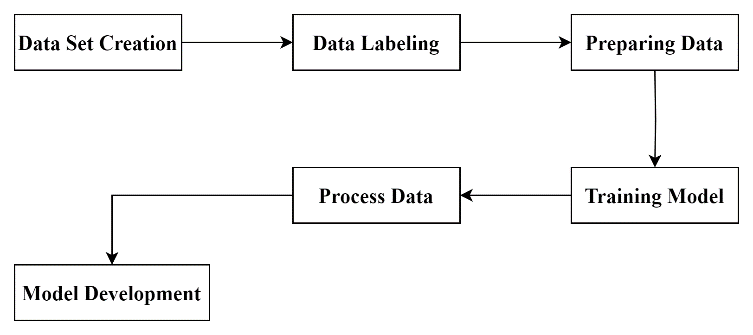 Data Set Creation
Data Labeling
Preparing Data
Training Model
Process Data
Model Development